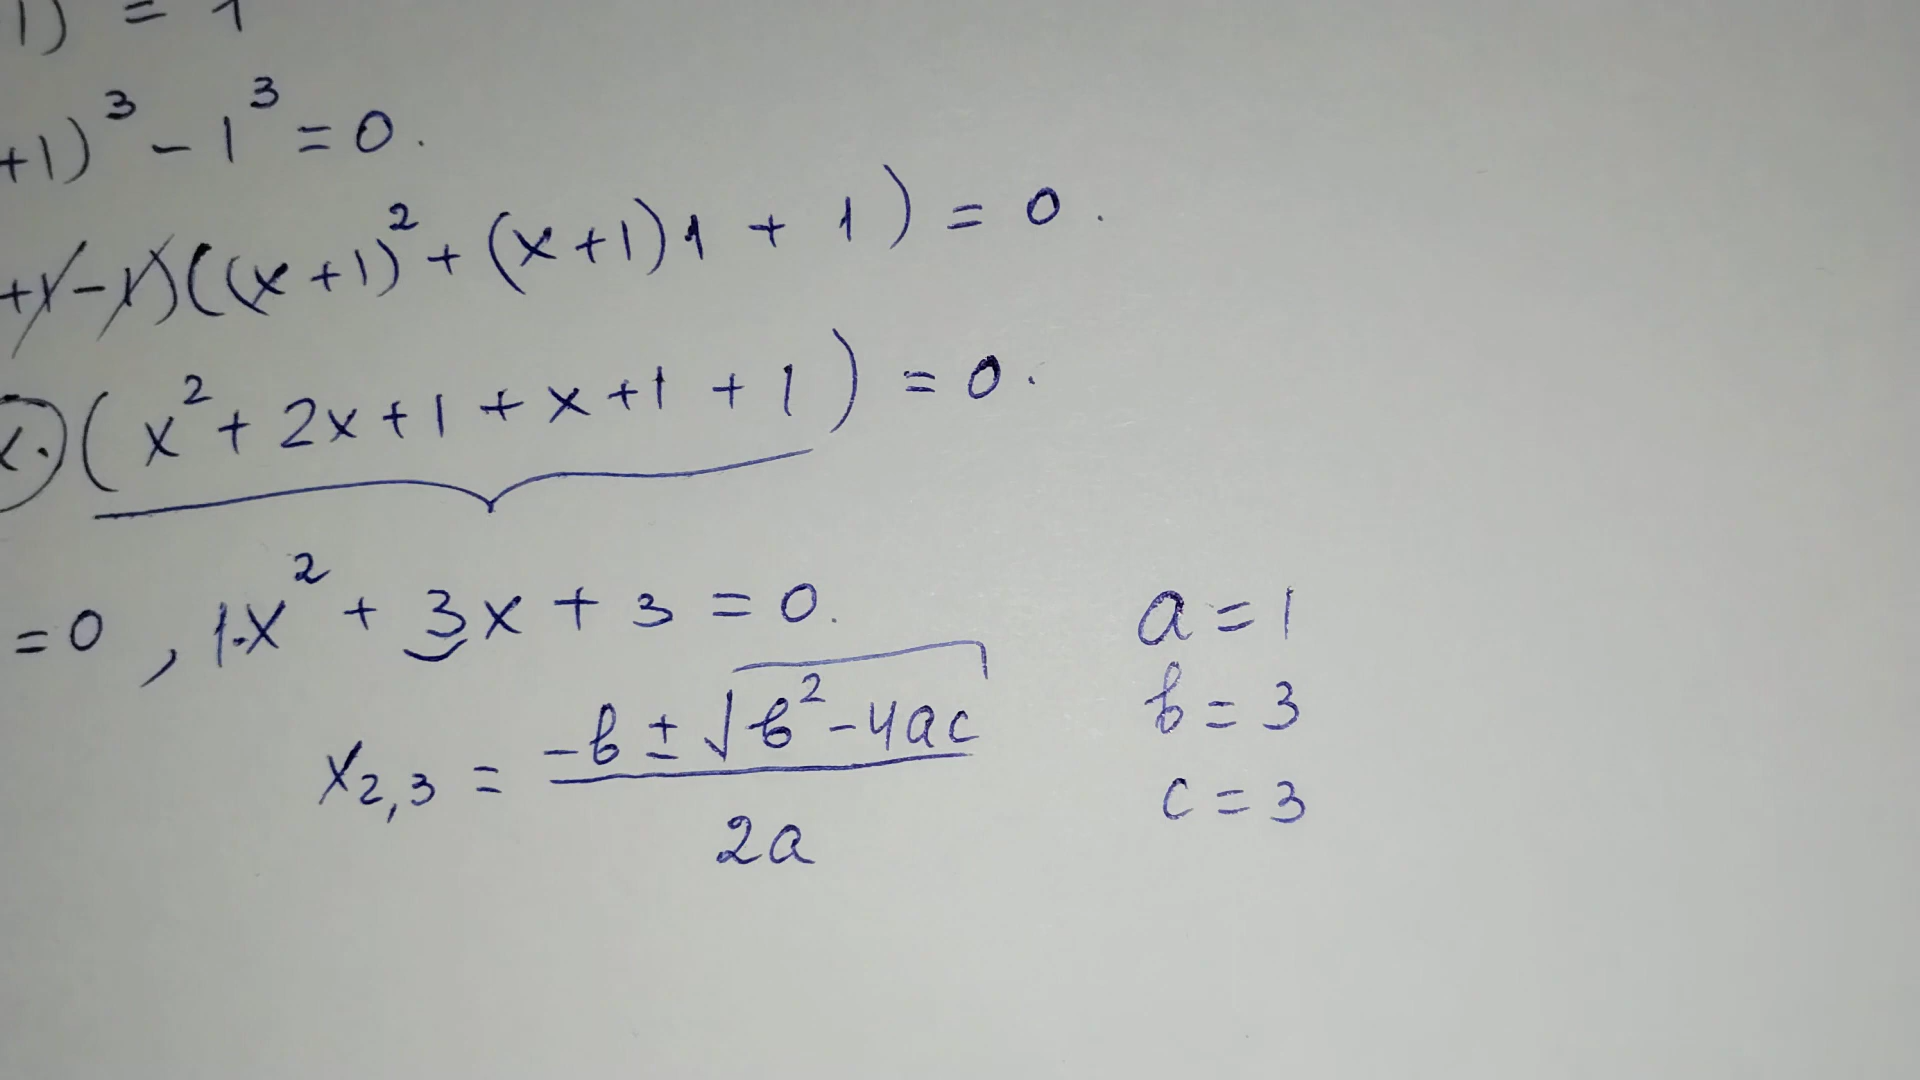 1) = 1
+1)³ - 1³ = 0.
+1-1)((x+1)² + (x+1)1 + 1) = 0.
x.(x² + 2x + 1 + x + 1 + 1) = 0.
= 0 , 1·x² + 3x + 3 = 0.
a = 1
x₂,₃ = (-b ± √(b² - 4ac)) / 2a
b = 3
c = 3